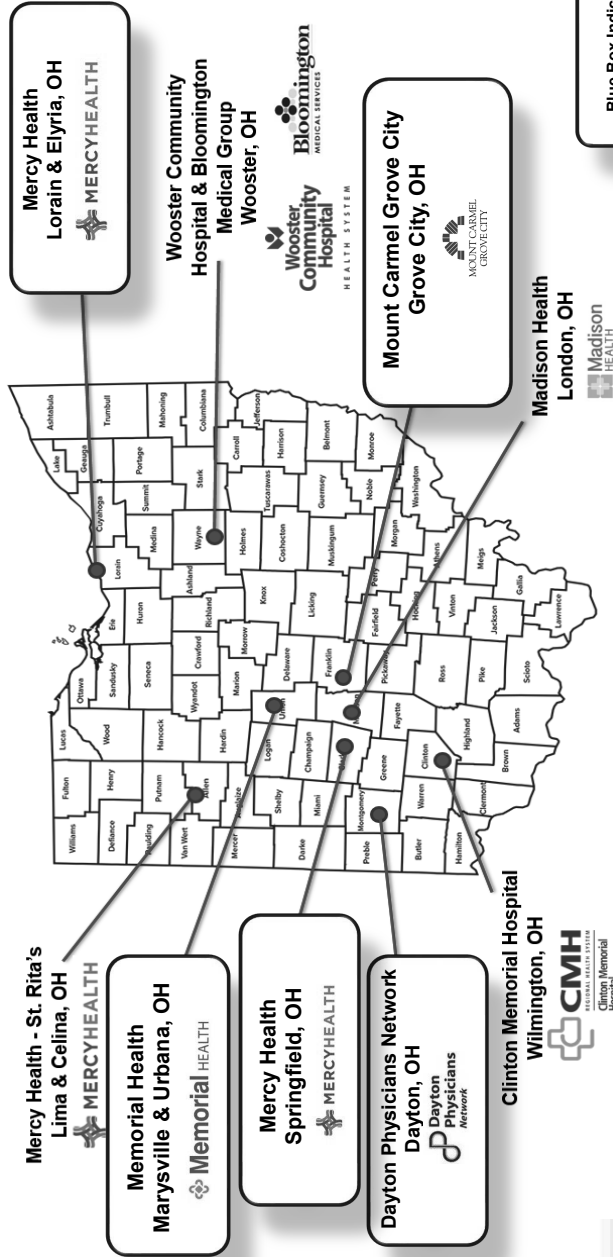 Mercy Health - St. Rita's
Lima & Celina, OH
MERCYHEALTH
Memorial Health
Marysville & Urbana, OH
Memorial HEALTH
Mercy Health
Springfield, OH
MERCYHEALTH
Dayton Physicians Network
Dayton, OH
Dayton
Physicians
Network
Clinton Memorial Hospital
Wilmington, OH
CMH
REGIONAL HEALTH SYSTEM
Clinton Memorial
Hospital
Williams
Fulton
Lucas
Ottawa
Defiance
Henry
Wood
Sandusky
Erie
Lorain
Cuyahoga
Lake
Geauga
Ashtabula
Paulding
Putnam
Hancock
Seneca
Huron
Medina
Summit
Portage
Trumbull
Mahoning
Van Wert
Allen
Wyandot
Crawford
Richland
Ashland
Wayne
Stark
Columbiana
Mercer
Auglaize
Hardin
Marion
Morrow
Knox
Holmes
Tuscarawas
Carroll
Jefferson
Harrison
Darke
Shelby
Logan
Union
Delaware
Licking
Coshocton
Guernsey
Belmont
Miami
Champaign
Franklin
Muskingum
Noble
Monroe
Preble
Montgomery
Greene
Fayette
Pickaway
Fairfield
Perry
Morgan
Washington
Butler
Warren
Clinton
Ross
Hocking
Athens
Hamilton
Clermont
Highland
Pike
Vinton
Meigs
Brown
Adams
Scioto
Jackson
Gallia
Lawrence
Mercy Health
Lorain & Elyria, OH
MERCYHEALTH
Wooster Community
Hospital & Bloomington
Medical Group
Wooster, OH
Wooster
Community
Hospital
HEALTH SYSTEM
Bloomington
MEDICAL SERVICES
Mount Carmel Grove City
Grove City, OH
MOUNT CARMEL
GROVE CITY
Madison Health
London, OH
Madison
HEALTH
Blue Box Indic